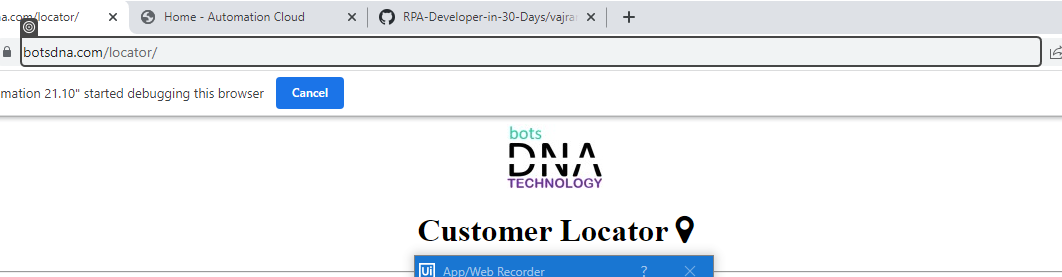 a.com/locator/
Home - Automation Cloud
RPA-Developer-in-30-Days/vajra
botsdna.com/locator/
mation 21.10" started debugging this browser
Cancel
bots
DNA
TECHNOLOGY
Customer Locator
Ui App/Web Recorder ?